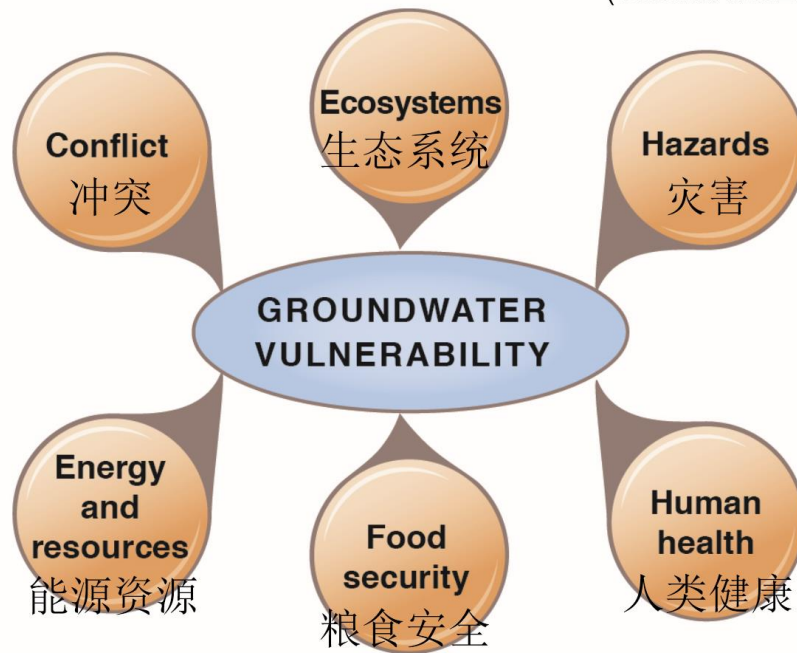 Conflict
冲突
Ecosystems
生态系统
Hazards
灾害
GROUNDWATER
VULNERABILITY
Energy
and
resources
能源资源
Food
security
粮食安全
Human
health
人类健康